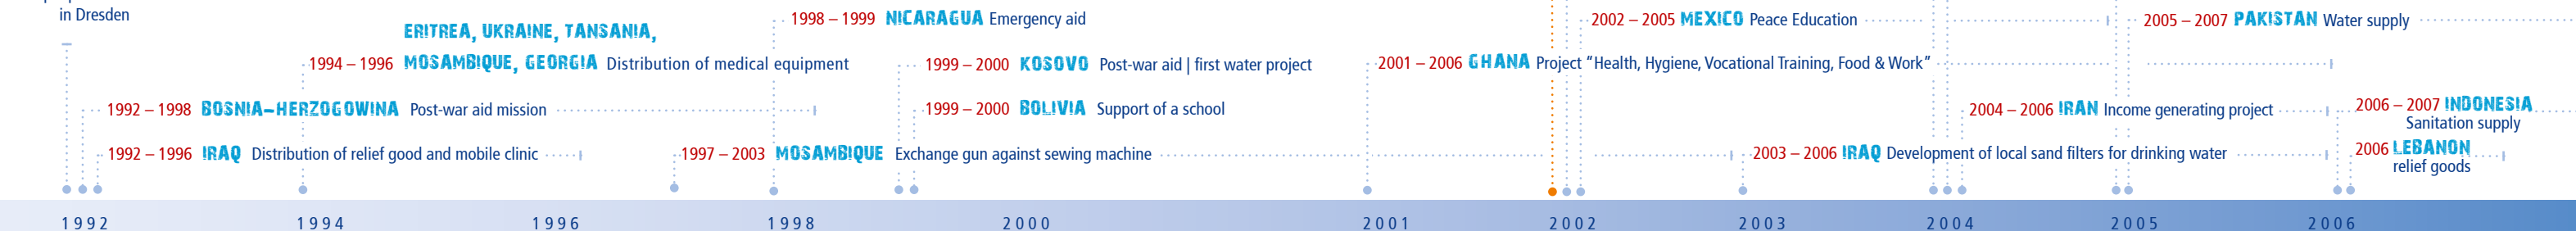 in Dresden
1998 – 1999 NICARAGUA Emergency aid
2002 – 2005 MEXICO Peace Education
2005 – 2007 PAKISTAN Water supply
ERITREA, UKRAINE, TANSANIA,
1994 – 1996 MOSAMBIQUE, GEORGIA Distribution of medical equipment
1999 – 2000 KOSOVO Post-war aid | first water project
2001 – 2006 GHANA Project “Health, Hygiene, Vocational Training, Food & Work”
1992 – 1998 BOSNIA–HERZOGOWINA Post-war aid mission
1999 – 2000 BOLIVIA Support of a school
2004 – 2006 IRAN Income generating project
2006 – 2007 INDONESIA
Sanitation supply
1992 – 1996 IRAQ Distribution of relief good and mobile clinic
1997 – 2003 MOSAMBIQUE Exchange gun against sewing machine
2003 – 2006 IRAQ Development of local sand filters for drinking water
2006 LEBANON
relief goods
1992 1994 1996 1998 2000 2001 2002 2003 2004 2005 2006